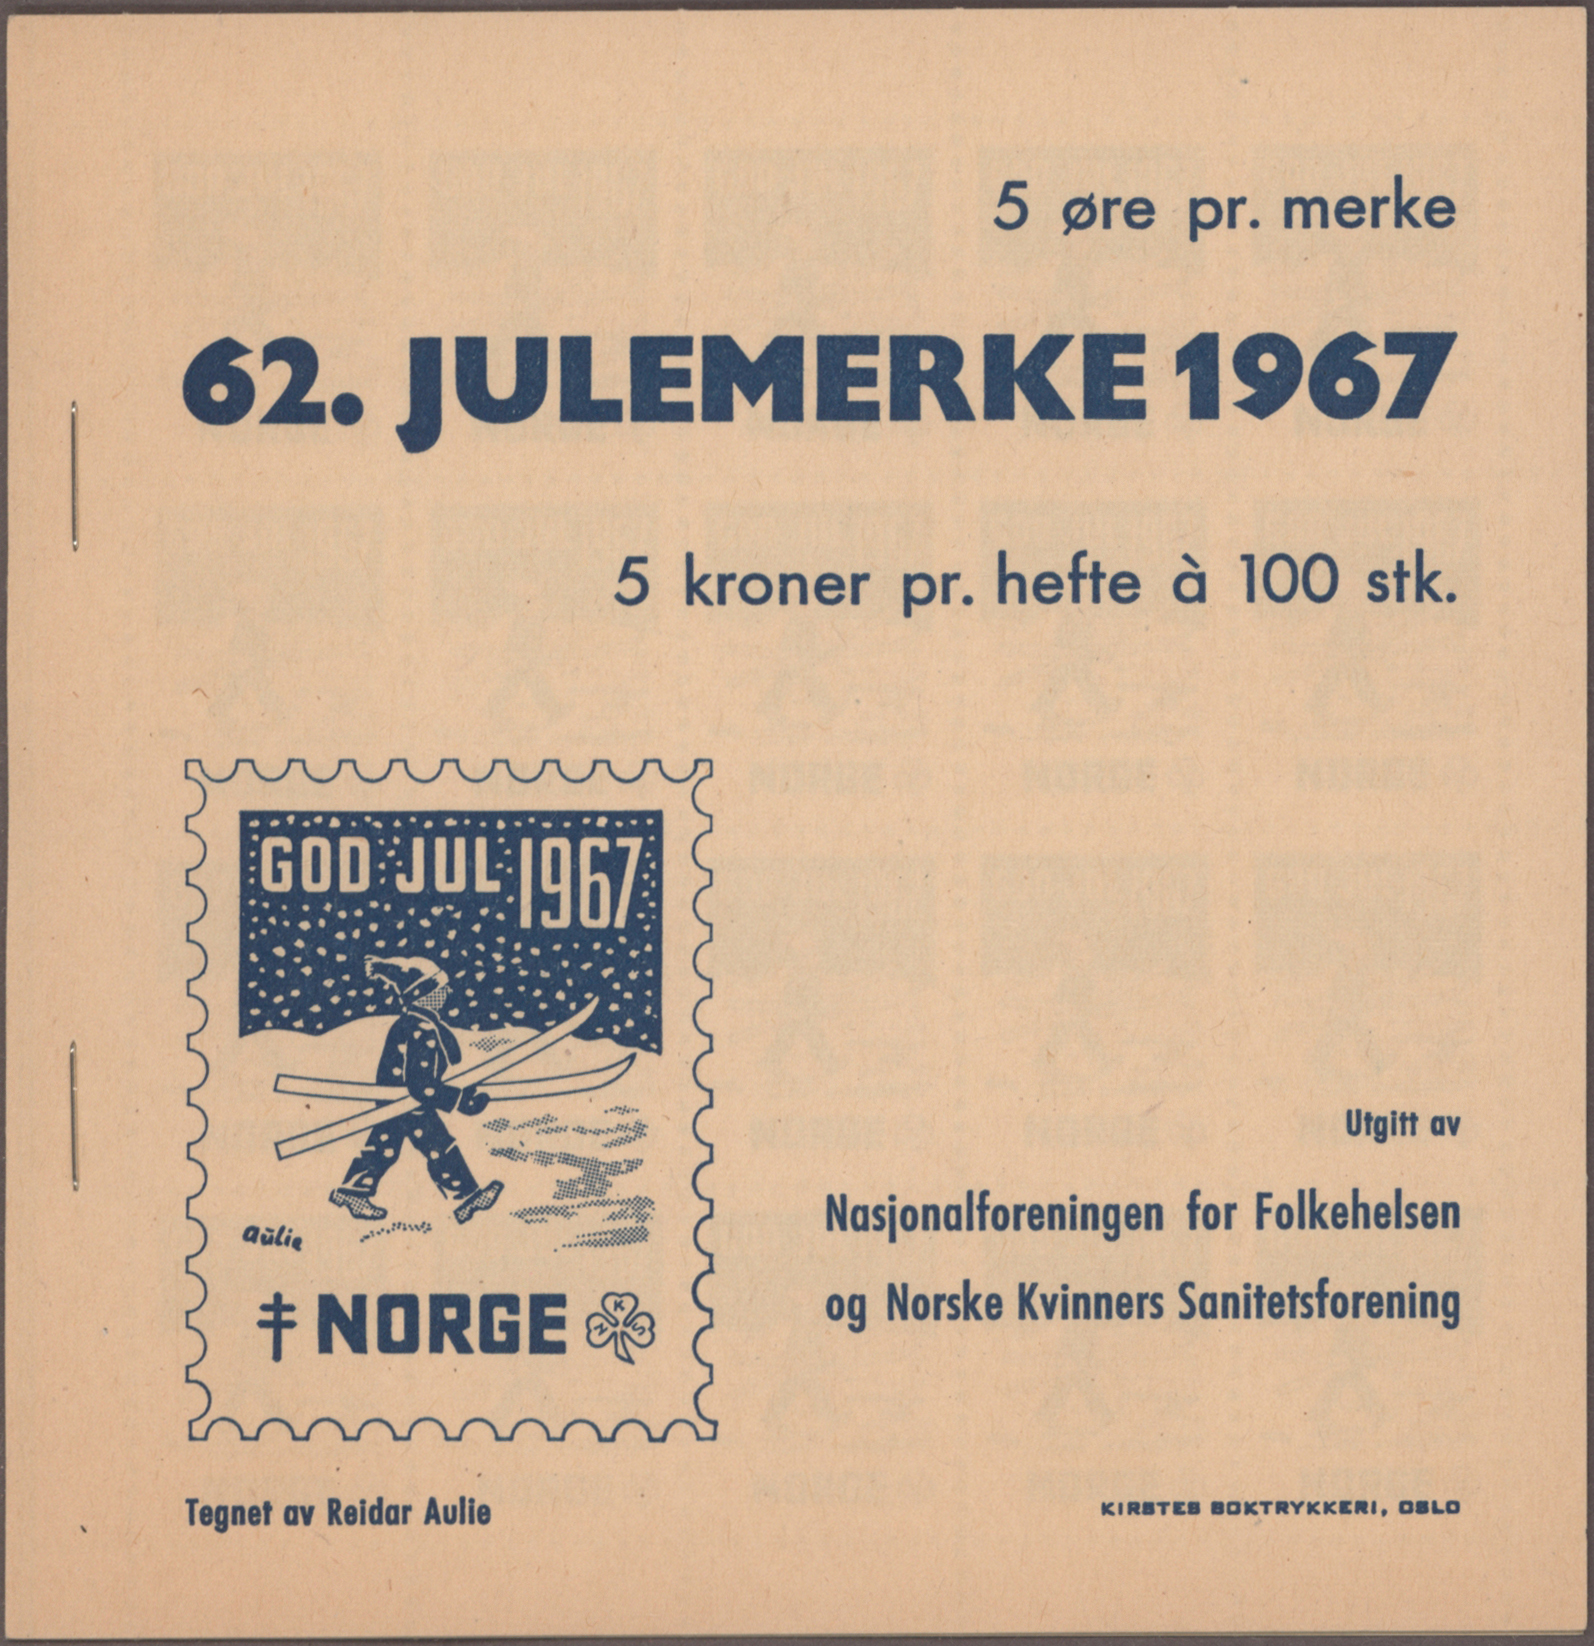 5 øre pr. merke
62. JULEMERKE 1967
5 kroner pr. hefte à 100 stk.
GOD JUL 1967
aulie
NORGE
N K S
Utgitt av
Nasjonalforeningen for Folkehelsen
og Norske Kvinners Sanitetsforening
Tegnet av Reidar Aulie
KIRSTES BOKTRYKKERI, OSLO